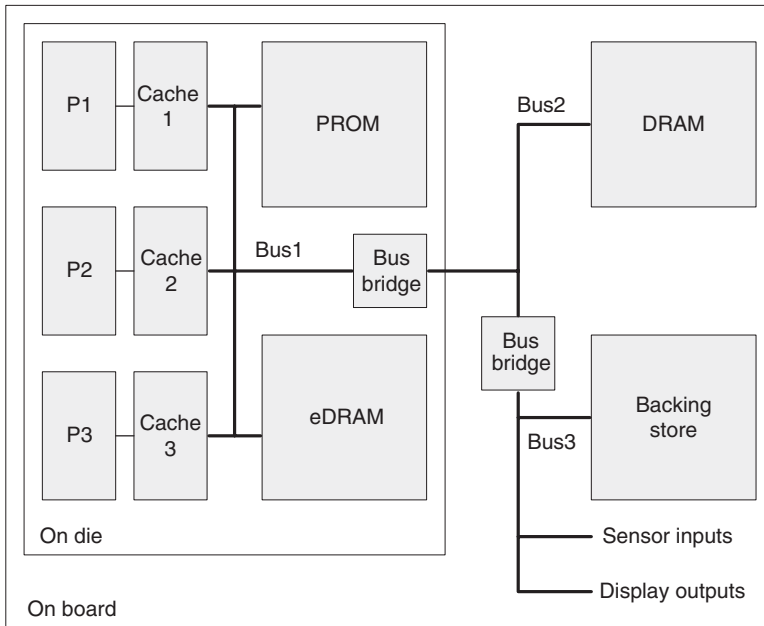 P1
Cache
1
PROM
Bus2
DRAM
P2
Cache
2
Bus1
Bus
bridge
Bus
bridge
P3
Cache
3
eDRAM
Backing
store
Bus3
On die
Sensor inputs
Display outputs
On board